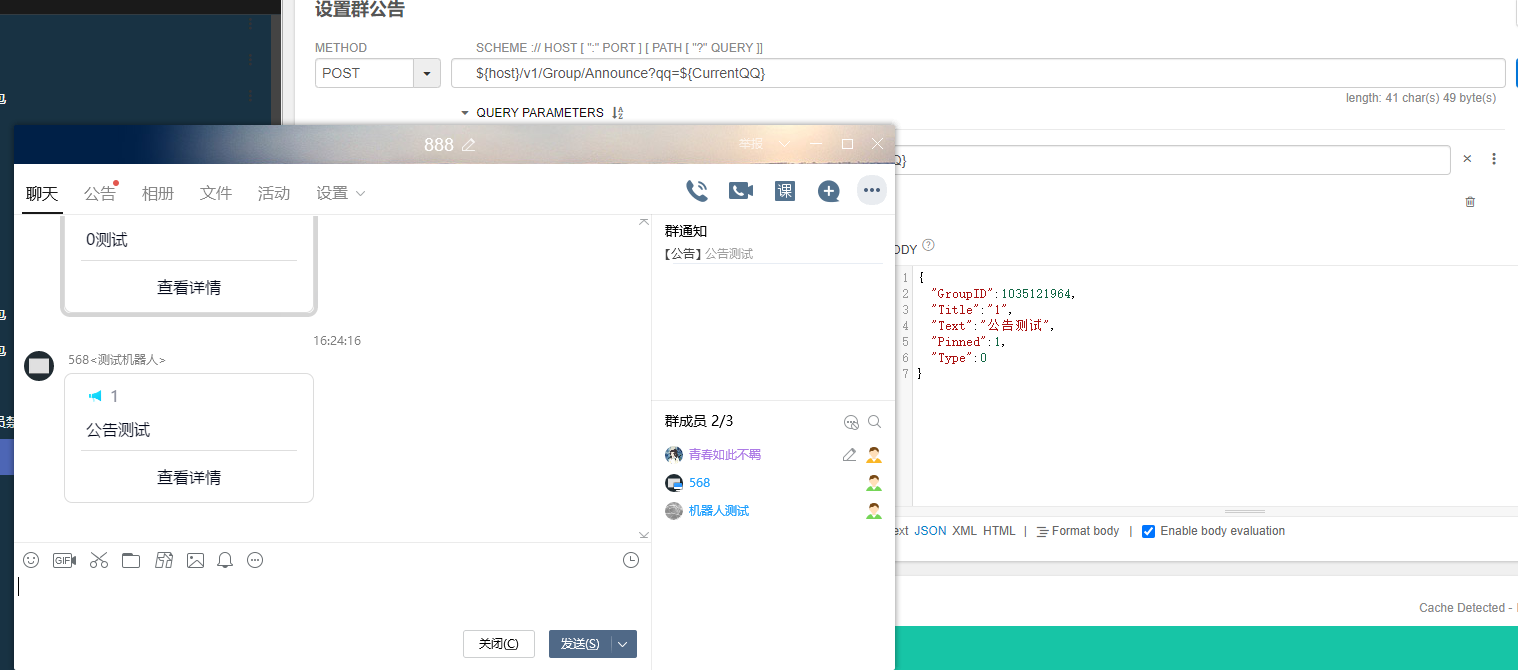 设置群公告
METHOD
SCHEME :// HOST [ ":" PORT ] [ PATH [ "?" QUERY ]]
POST
${host}/v1/Group/Announce?qq=${CurrentQQ}
length: 41 char(s) 49 byte(s)
QUERY PARAMETERS
888
举报
聊天
公告
相册
文件
活动
设置
课
0测试
查看详情
16:24:16
568<测试机器人>
1
公告测试
查看详情
群通知
【公告】公告测试
群成员 2/3
青春如此不羁
568
机器人测试
GIF
关闭(C)
发送(S)
Q}
ODY
1 {
2 "GroupID":1035121964,
3 "Title":"1",
4 "Text":"公告测试",
5 "Pinned":1,
6 "Type":0
7 }
ext JSON XML HTML | Format body | Enable body evaluation
Cache Detected -